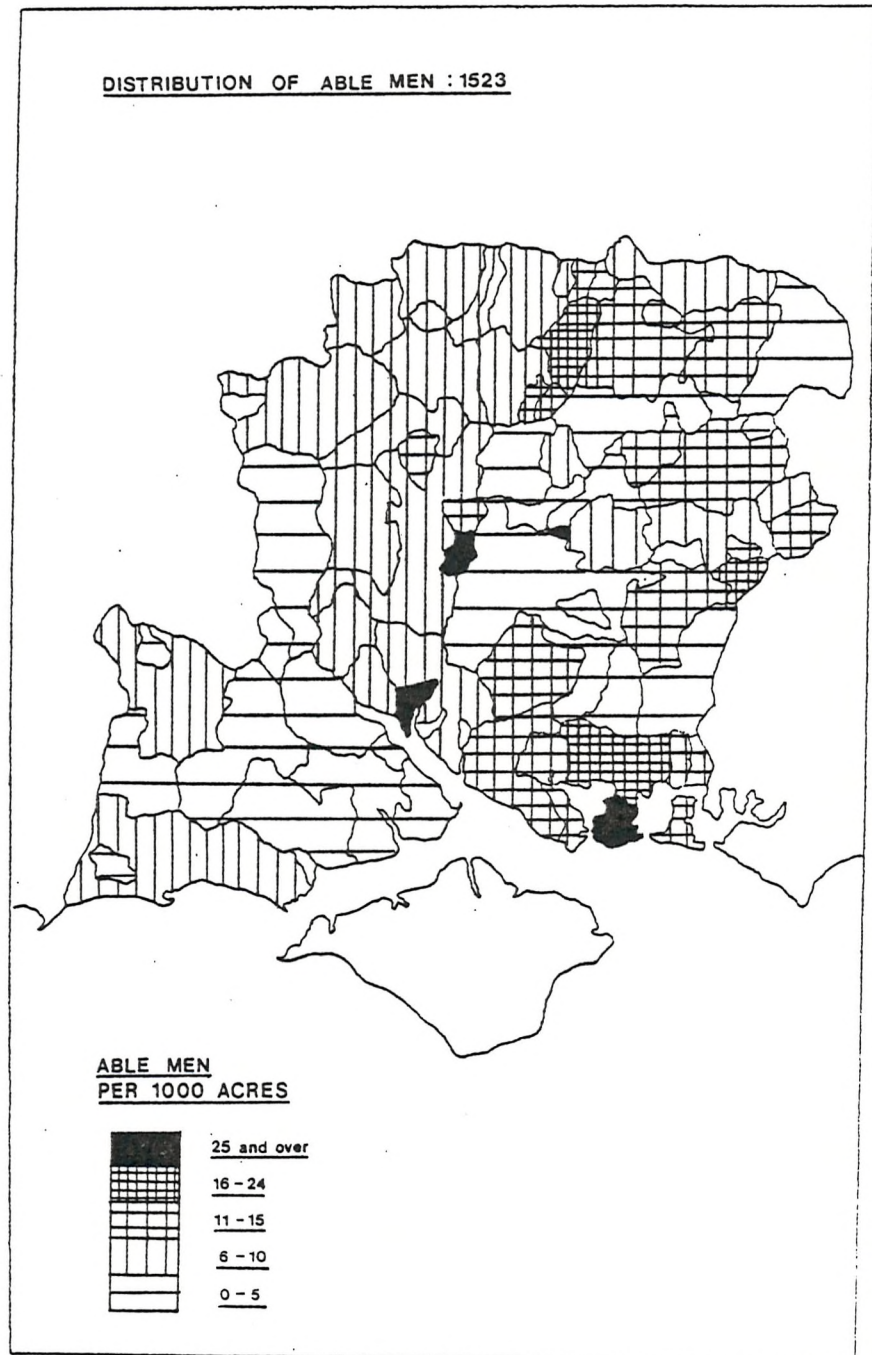 DISTRIBUTION OF ABLE MEN : 1523
ABLE MEN
PER 1000 ACRES
25 and over
16 - 24
11 - 15
6 - 10
0 - 5